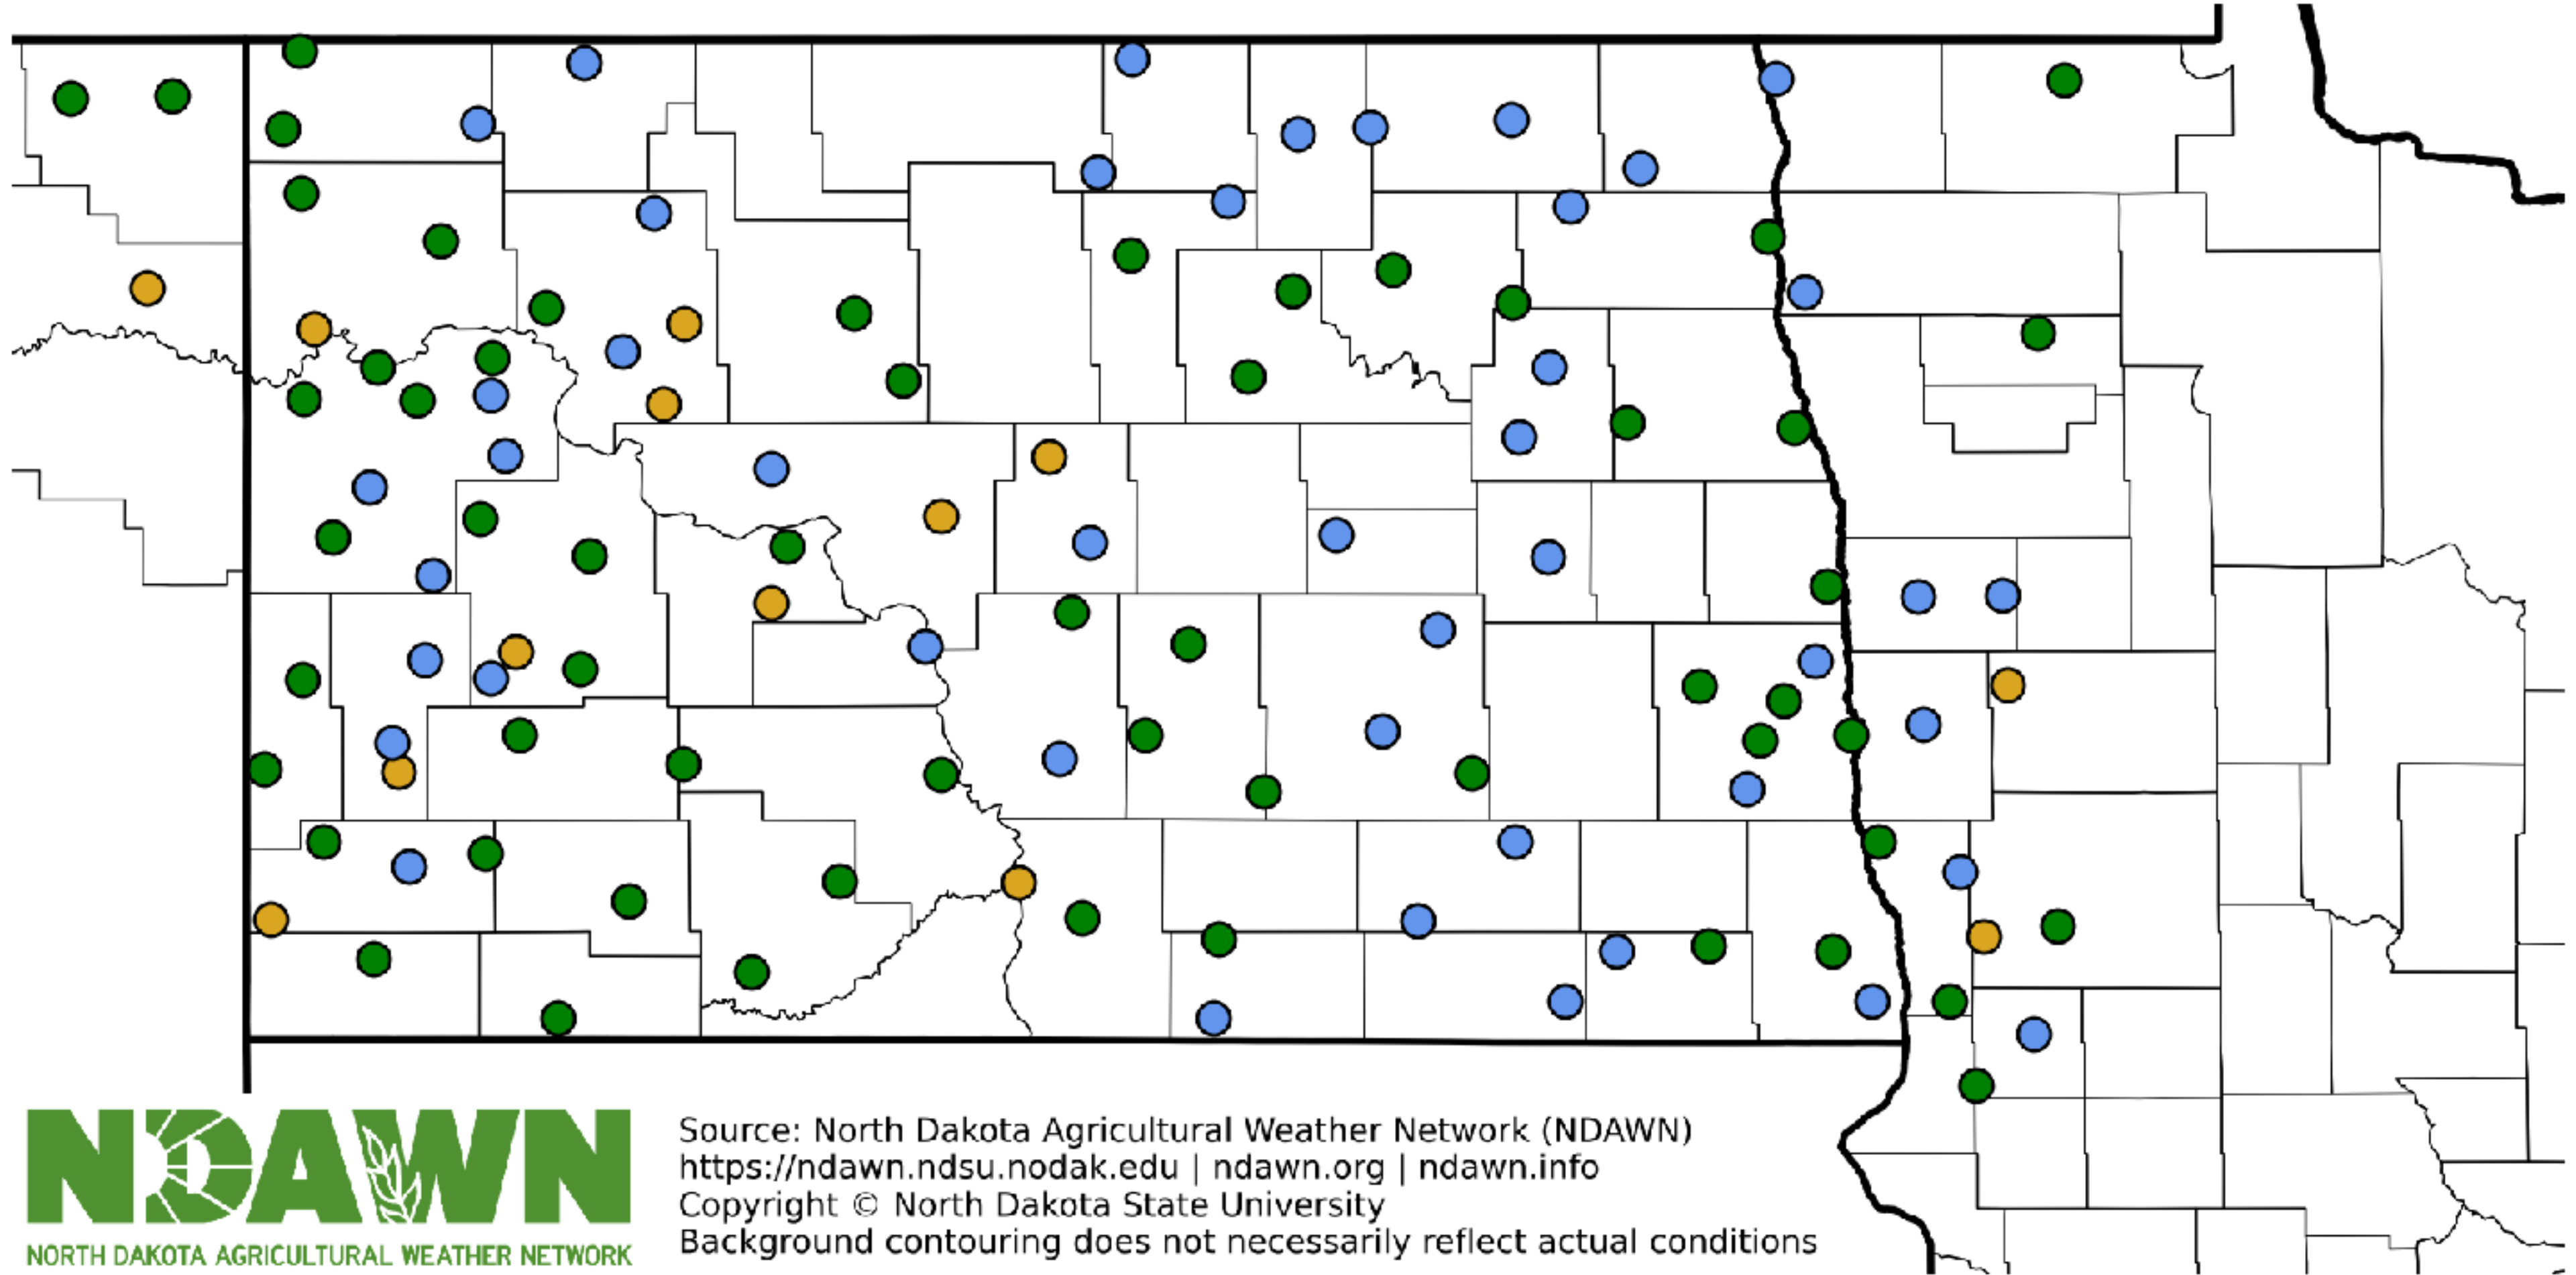 NDAWN
NORTH DAKOTA AGRICULTURAL WEATHER NETWORK
Source: North Dakota Agricultural Weather Network (NDAWN)
https://ndawn.ndsu.nodak.edu | ndawn.org | ndawn.info
Copyright © North Dakota State University
Background contouring does not necessarily reflect actual conditions